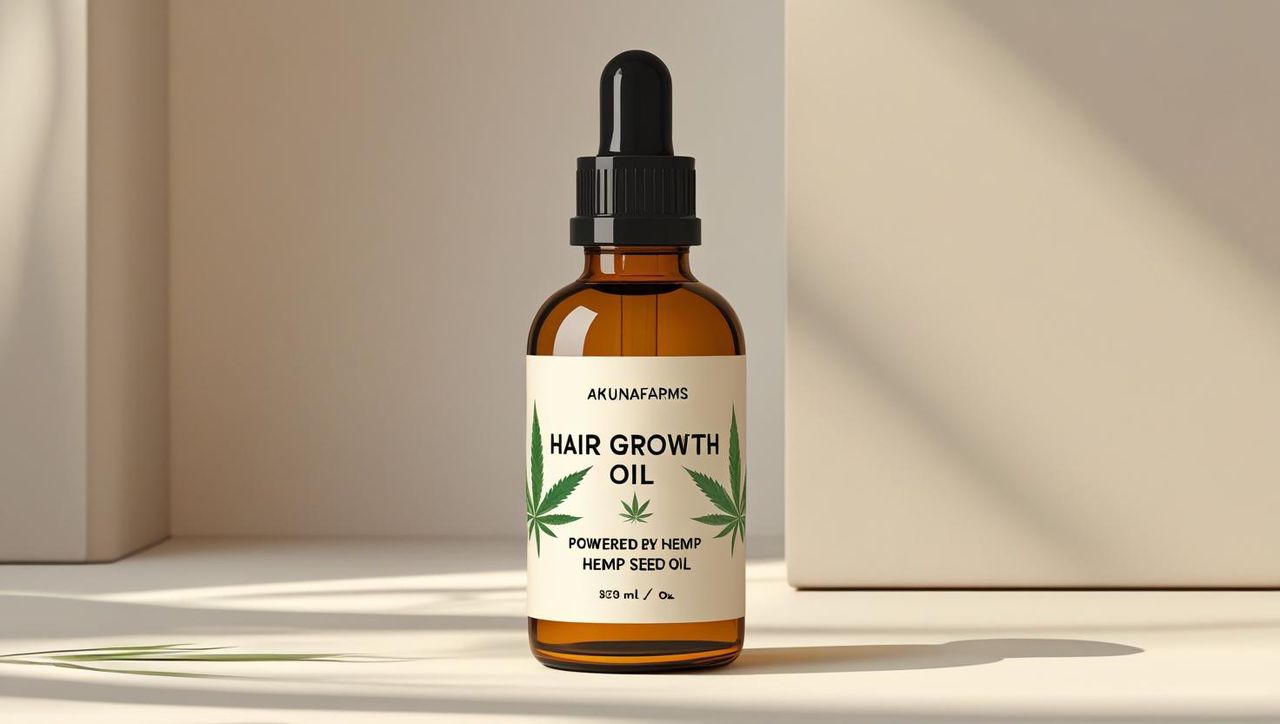 AKUNAFARMS
HAIR GROWTH
OIL
POWERED BY HEMP
HEMP SEED OIL
ml / Oz.